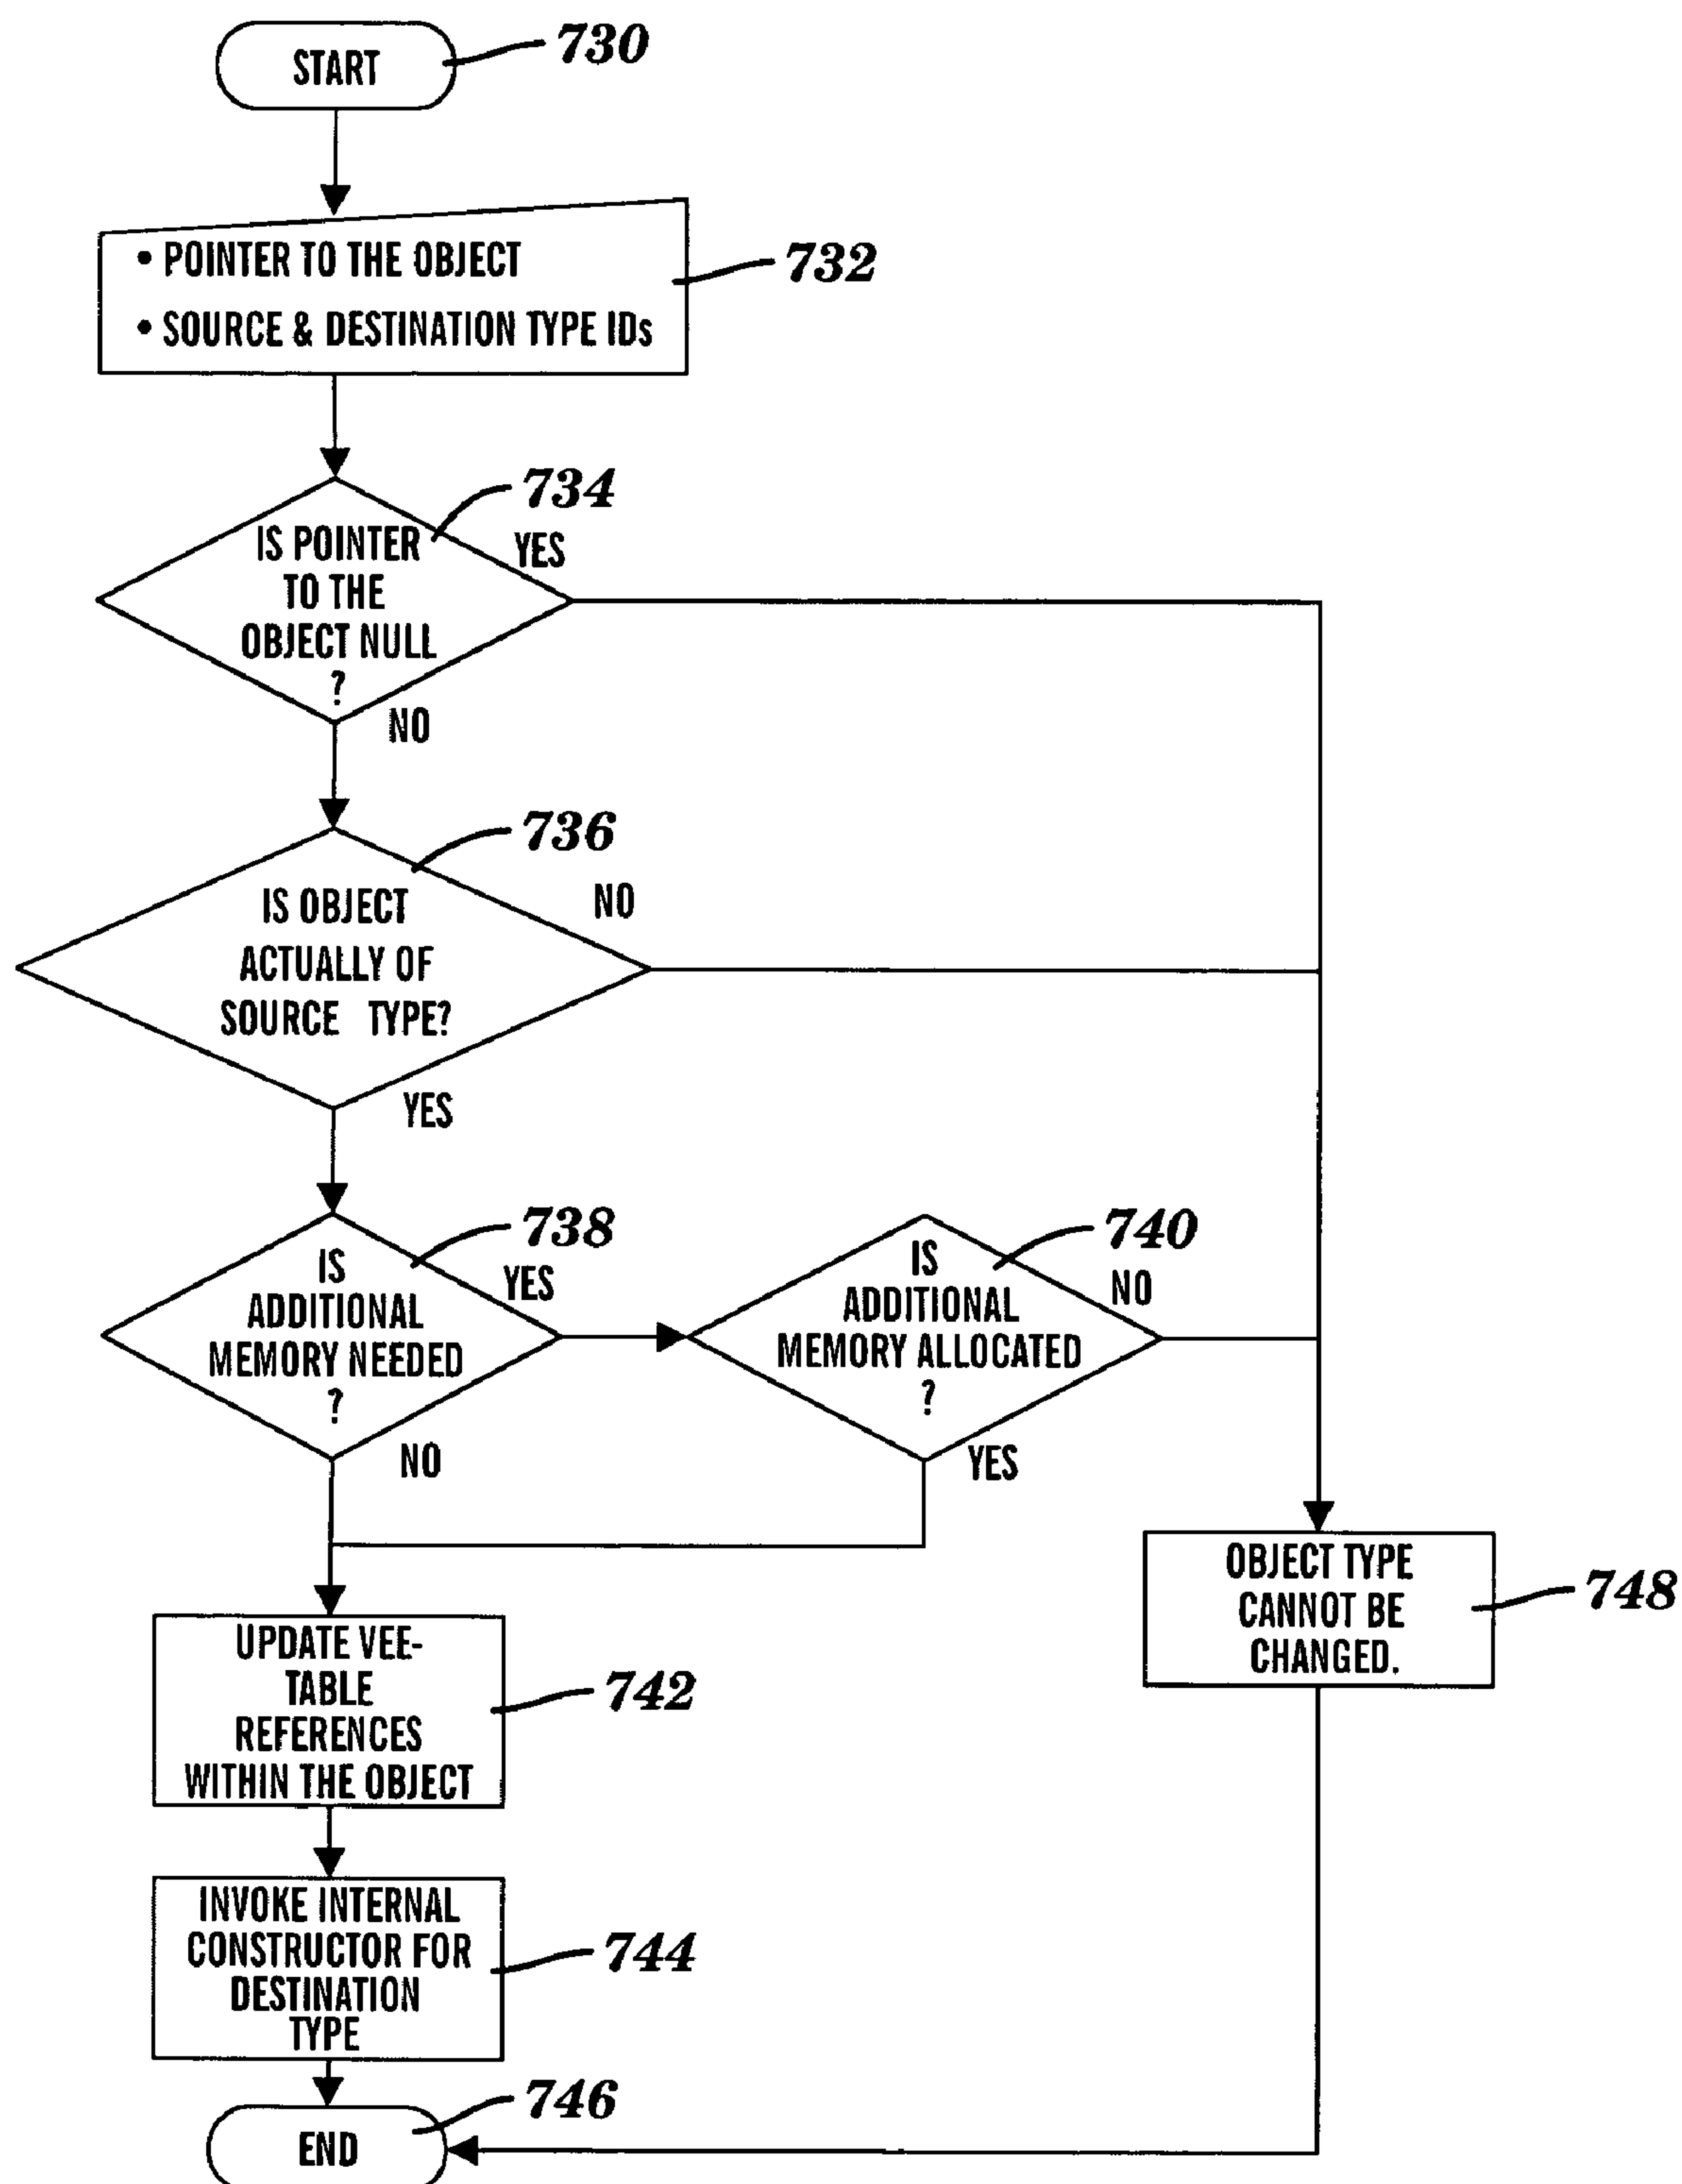 START
730
• POINTER TO THE OBJECT
• SOURCE & DESTINATION TYPE IDs
732
734
IS POINTER
TO THE
OBJECT NULL
?
YES
NO
736
IS OBJECT
ACTUALLY OF
SOURCE TYPE?
NO
YES
738
IS
ADDITIONAL
MEMORY NEEDED
?
YES
NO
740
IS
ADDITIONAL
MEMORY ALLOCATED
?
NO
YES
UPDATE VEE-
TABLE
REFERENCES
WITHIN THE OBJECT
742
OBJECT TYPE
CANNOT BE
CHANGED.
748
INVOKE INTERNAL
CONSTRUCTOR FOR
DESTINATION
TYPE
744
END
746